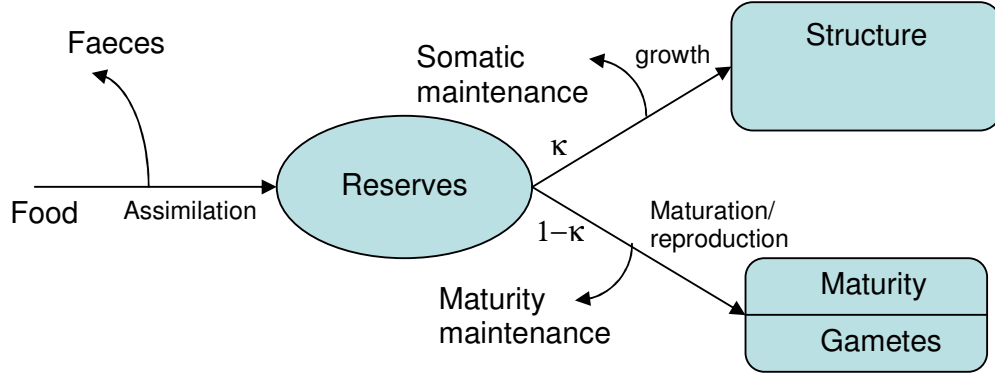 Faeces
Food
Assimilation
Reserves
Somatic
maintenance
growth
κ
Structure
1−κ
Maturation/
reproduction
Maturity
maintenance
Maturity
Gametes